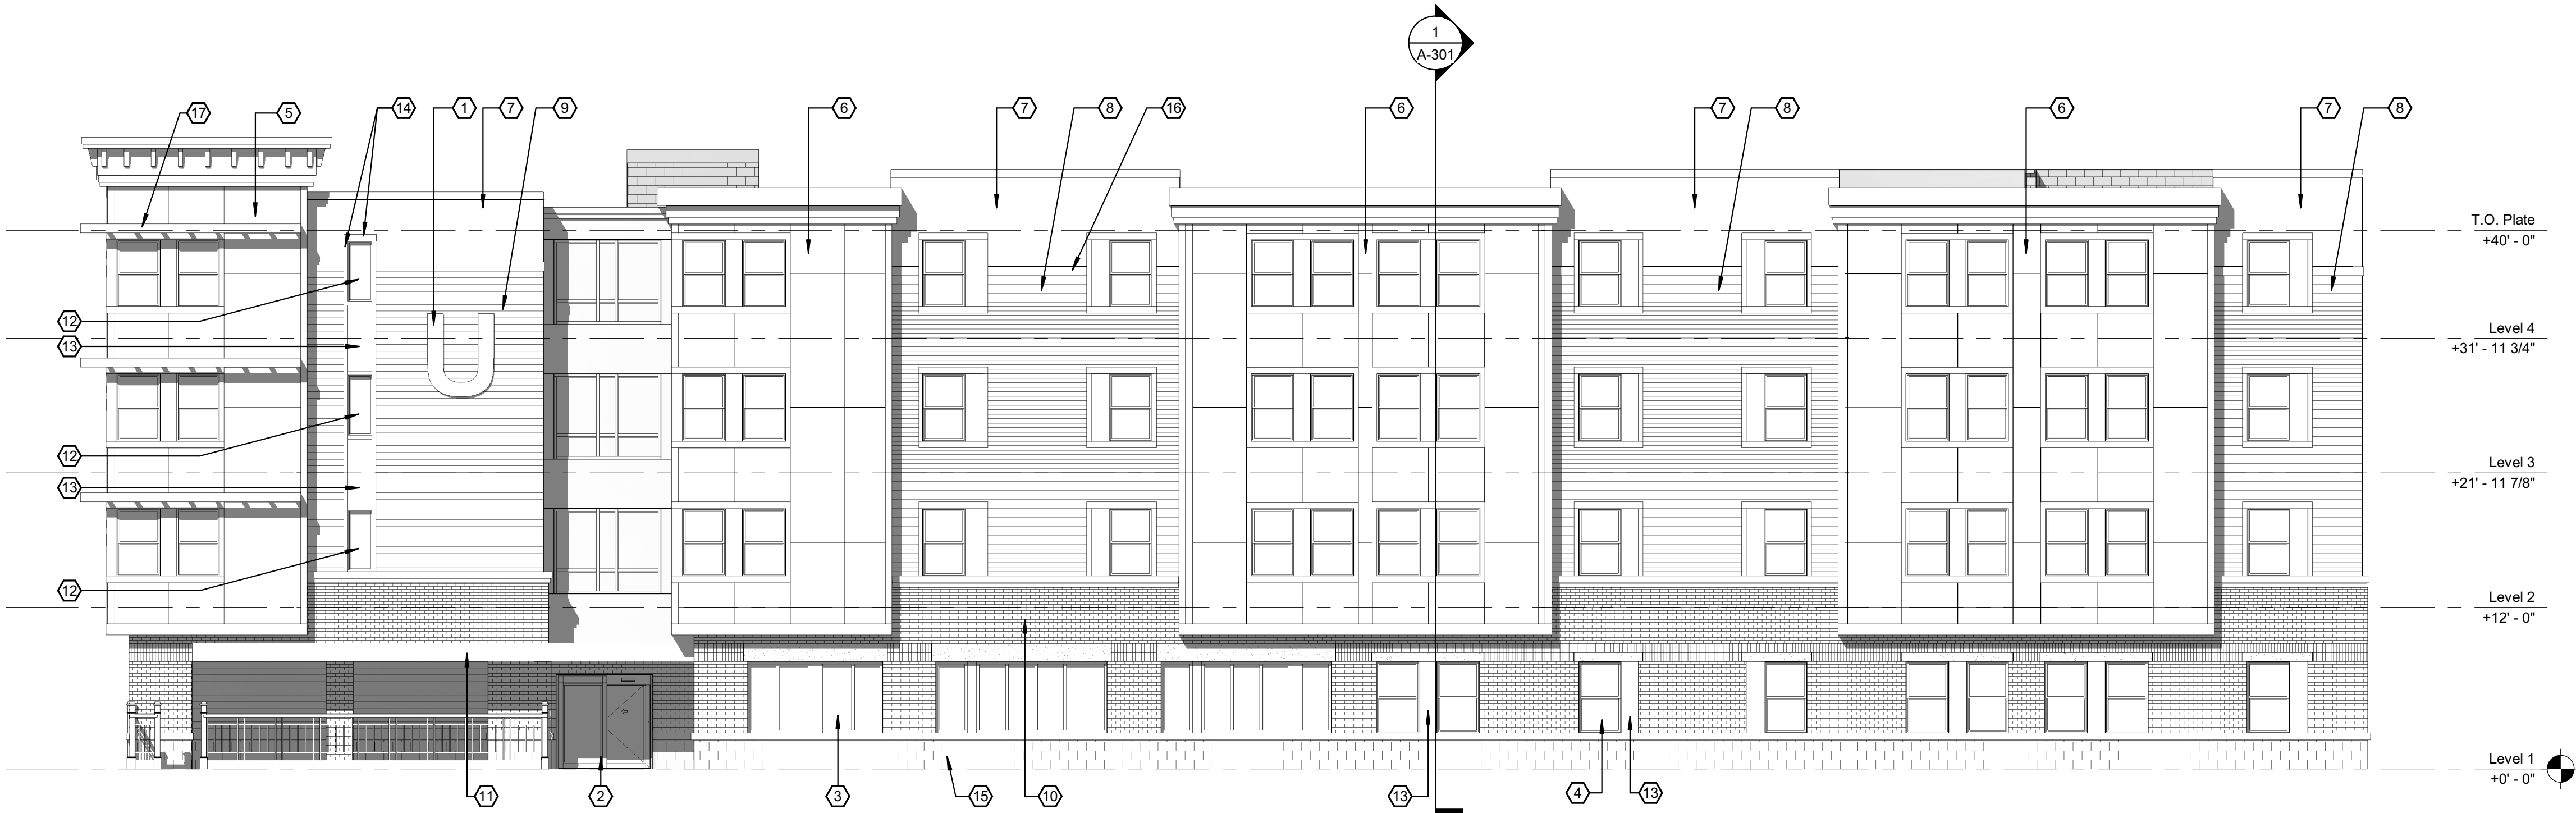 1
A-301
17
5
14
1
7
9
6
7
8
16
6
7
8
6
7
8
T.O. Plate
+40' - 0"
12
13
U
Level 4
+31' - 11 3/4"
12
13
Level 3
+21' - 11 7/8"
12
Level 2
+12' - 0"
Level 1
+0' - 0"
11
2
3
15
10
13
4
13